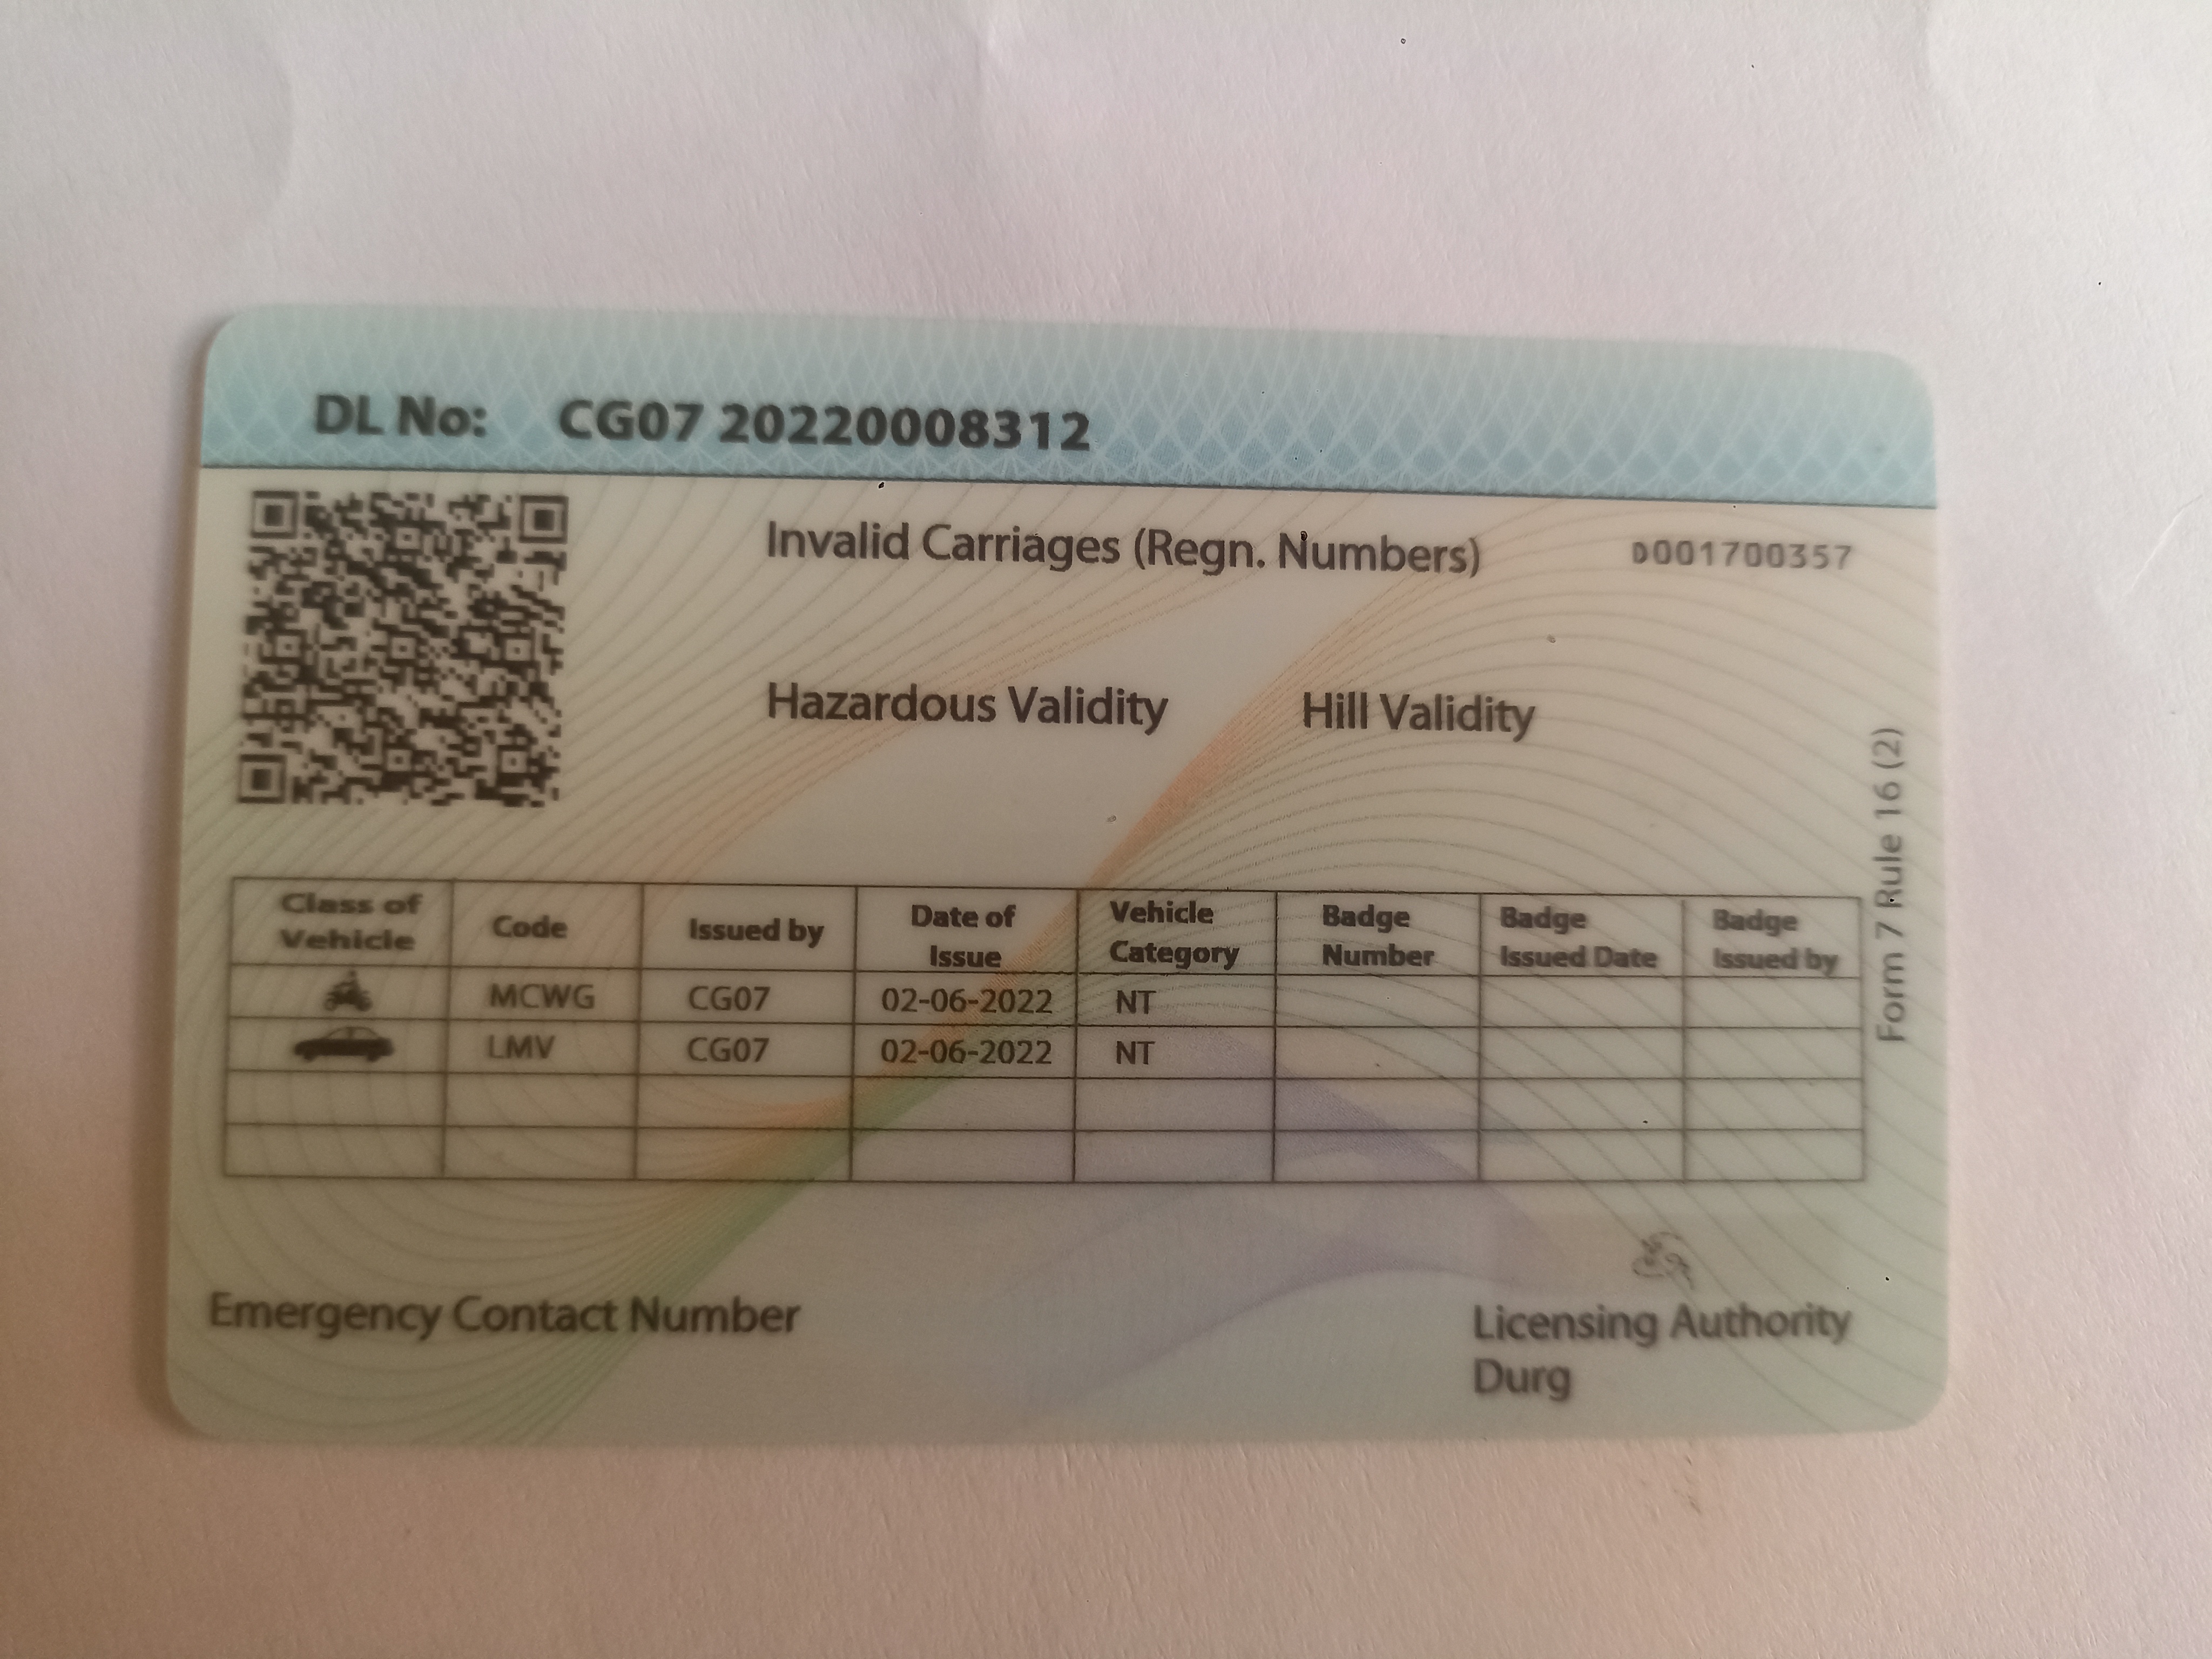 DL No: CG07 20220008312
Invalid Carriages (Regn. Numbers) D001700357
Hazardous Validity Hill Validity
Form 7 Rule 16 (2)
Class of Vehicle Code Issued by Date of Issue Vehicle Category Badge Number Badge Issued Date Badge Issued by
MCWG CG07 02-06-2022 NT
LMV CG07 02-06-2022 NT
Emergency Contact Number
Licensing Authority
Durg